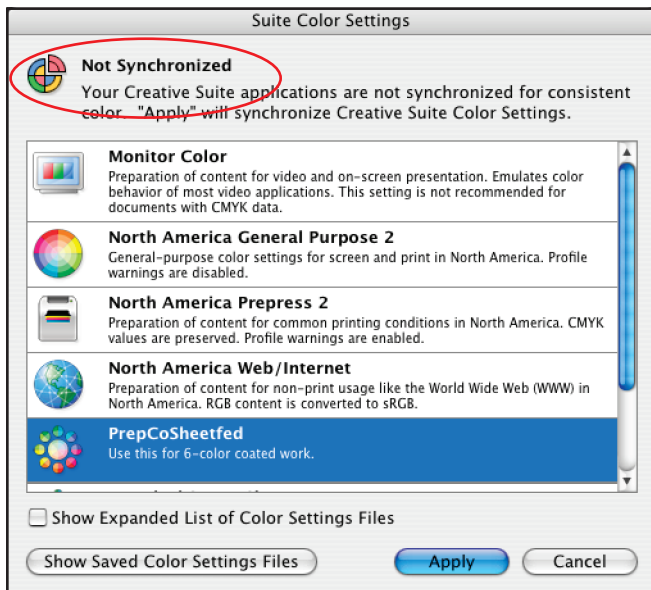 Suite Color Settings
Not Synchronized
Your Creative Suite applications are not synchronized for consistent
color. "Apply" will synchronize Creative Suite Color Settings.
Monitor Color
Preparation of content for video and on-screen presentation. Emulates color
behavior of most video applications. This setting is not recommended for
documents with CMYK data.
North America General Purpose 2
General-purpose color settings for screen and print in North America. Profile
warnings are disabled.
North America Prepress 2
Preparation of content for common printing conditions in North America. CMYK
values are preserved. Profile warnings are enabled.
North America Web/Internet
Preparation of content for non-print usage like the World Wide Web (WWW) in
North America. RGB content is converted to sRGB.
PrepCoSheetfed
Use this for 6-color coated work.
Show Expanded List of Color Settings Files
Show Saved Color Settings Files
Apply
Cancel